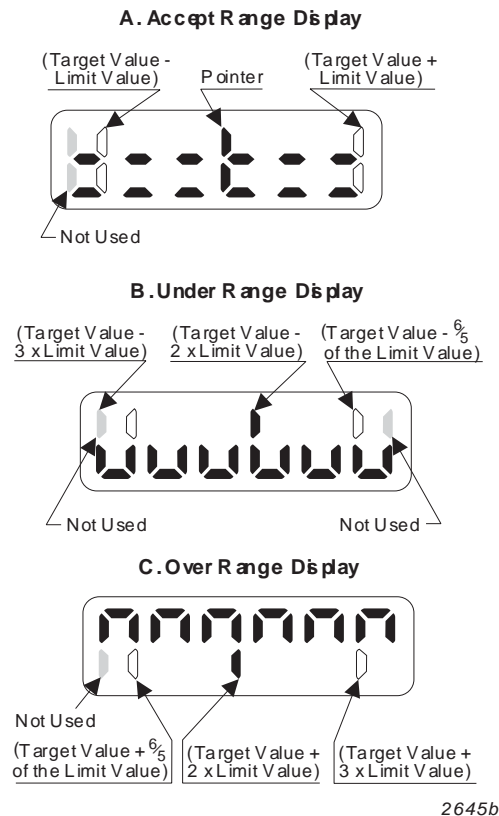 A. Accept Range Display
(Target Value -
Limit Value)
Pointer
(Target Value +
Limit Value)
Not Used
B. Under Range Display
(Target Value -
3 x Limit Value)
(Target Value -
2 x Limit Value)
(Target Value - 6/5
of the Limit Value)
Not Used
Not Used
C. Over Range Display
Not Used
(Target Value + 6/5
of the Limit Value)
(Target Value +
2 x Limit Value)
(Target Value +
3 x Limit Value)
2645b